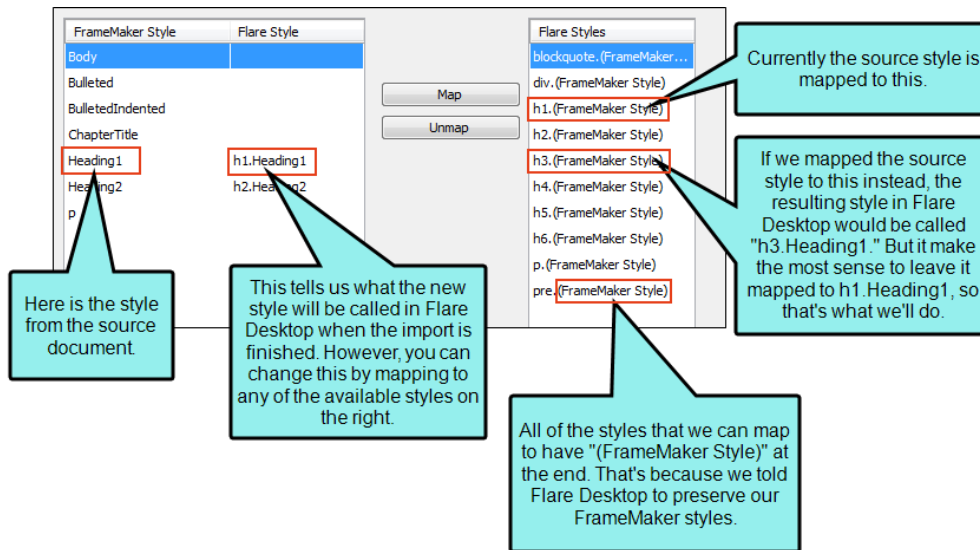 FrameMaker Style Flare Style
Body
Bulleted
BulletedIndented
ChapterTitle
Heading1 h1.Heading1
Heading2 h2.Heading2
p
Map
Unmap
Flare Styles
blockquote.(FrameMaker...
div.(FrameMaker Style)
h1.(FrameMaker Style)
h2.(FrameMaker Style)
h3.(FrameMaker Style)
h4.(FrameMaker Style)
h5.(FrameMaker Style)
h6.(FrameMaker Style)
p.(FrameMaker Style)
pre.(FrameMaker Style)
Currently the source style is
mapped to this.
If we mapped the source
style to this instead, the
resulting style in Flare
Desktop would be called
"h3.Heading1." But it make
the most sense to leave it
mapped to h1.Heading1, so
that's what we'll do.
Here is the style
from the source
document.
This tells us what the new
style will be called in Flare
Desktop when the import is
finished. However, you can
change this by mapping to
any of the available styles on
the right.
All of the styles that we can map
to have "(FrameMaker Style)" at
the end. That's because we told
Flare Desktop to preserve our
FrameMaker styles.